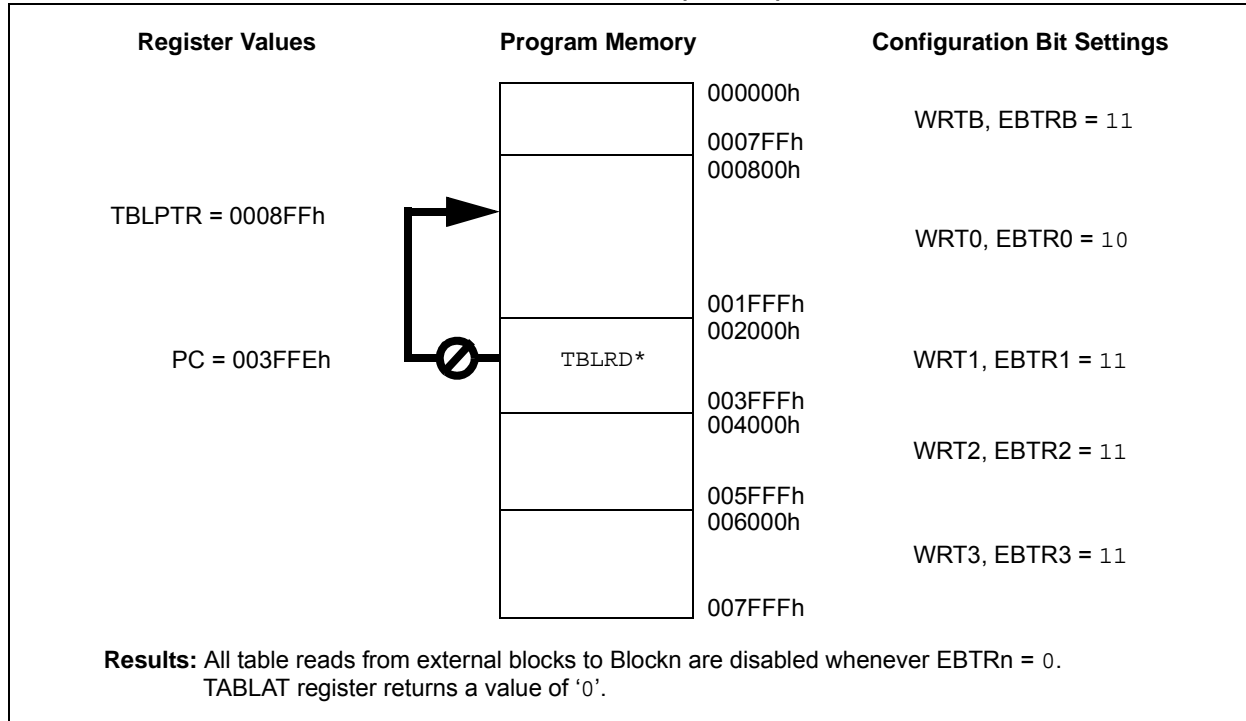 Register Values Program Memory Configuration Bit Settings
000000h
WRTB, EBTRB = 11
0007FFh
000800h
TBLPTR = 0008FFh
WRT0, EBTR0 = 10
001FFFh
002000h
PC = 003FFEh TBLRD* WRT1, EBTR1 = 11
003FFFh
004000h
WRT2, EBTR2 = 11
005FFFh
006000h
WRT3, EBTR3 = 11
007FFFh
Results: All table reads from external blocks to Blockn are disabled whenever EBTRn = 0.
TABLAT register returns a value of ‘0’.